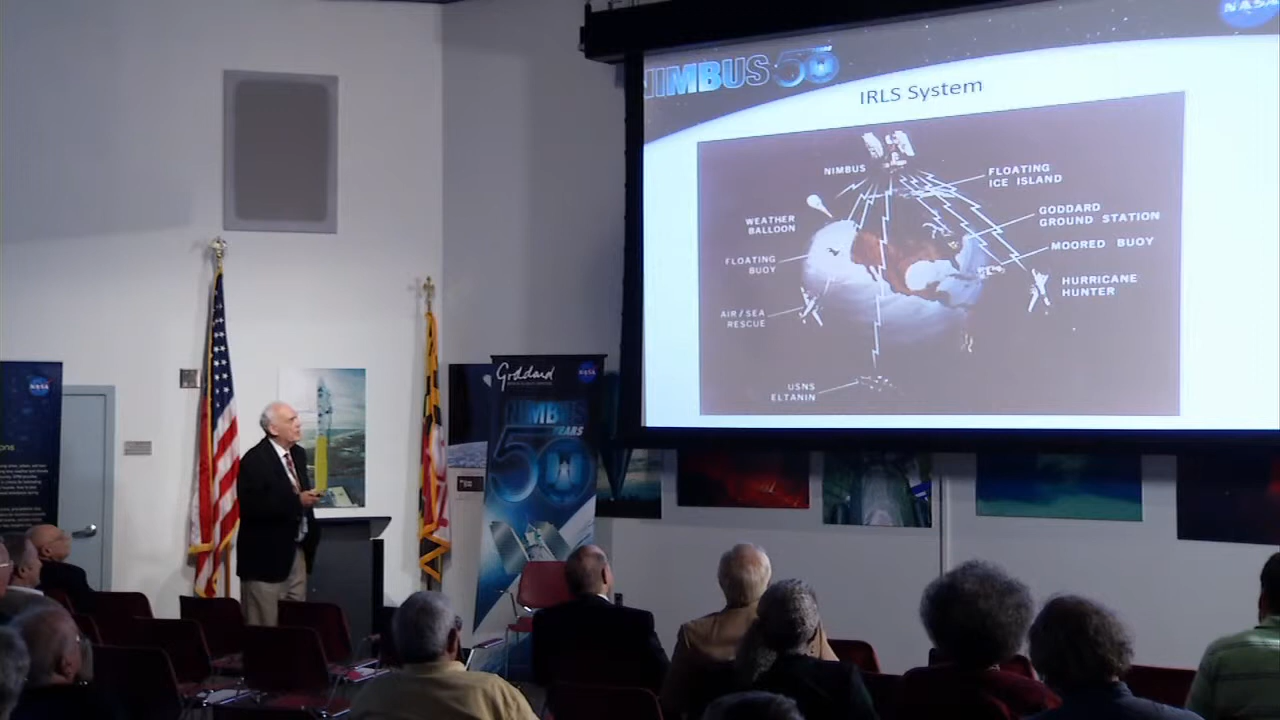 NASA
NIMBUS 50
IRLS System
NIMBUS
FLOATING
ICE ISLAND
WEATHER
BALLOON
GODDARD
GROUND STATION
FLOATING
BUOY
MOORED BUOY
HURRICANE
HUNTER
AIR/SEA
RESCUE
USNS
ELTANIN
NASA
Goddard
NASA
NIMBUS
YEARS
50